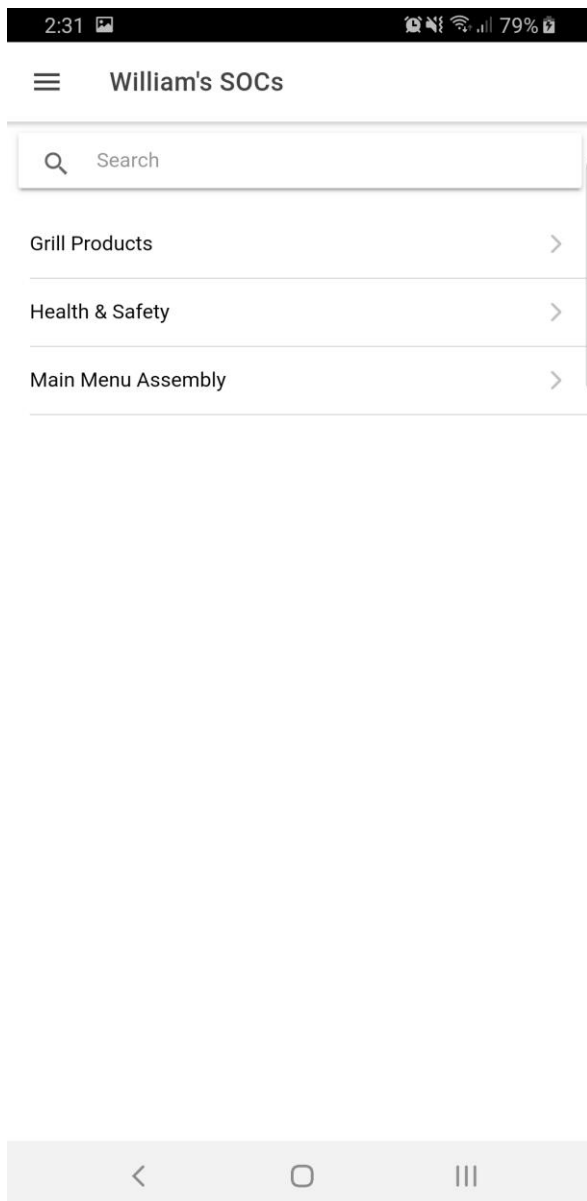 2:31 79%
William's SOCs
Search
Grill Products
Health & Safety
Main Menu Assembly